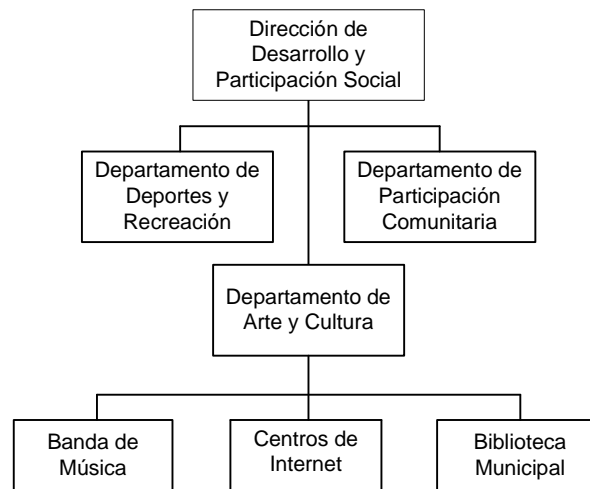 Dirección de
Desarrollo y
Participación Social
Departamento de
Deportes y
Recreación
Departamento de
Participación
Comunitaria
Departamento de
Arte y Cultura
Banda de
Música
Centros de
Internet
Biblioteca
Municipal